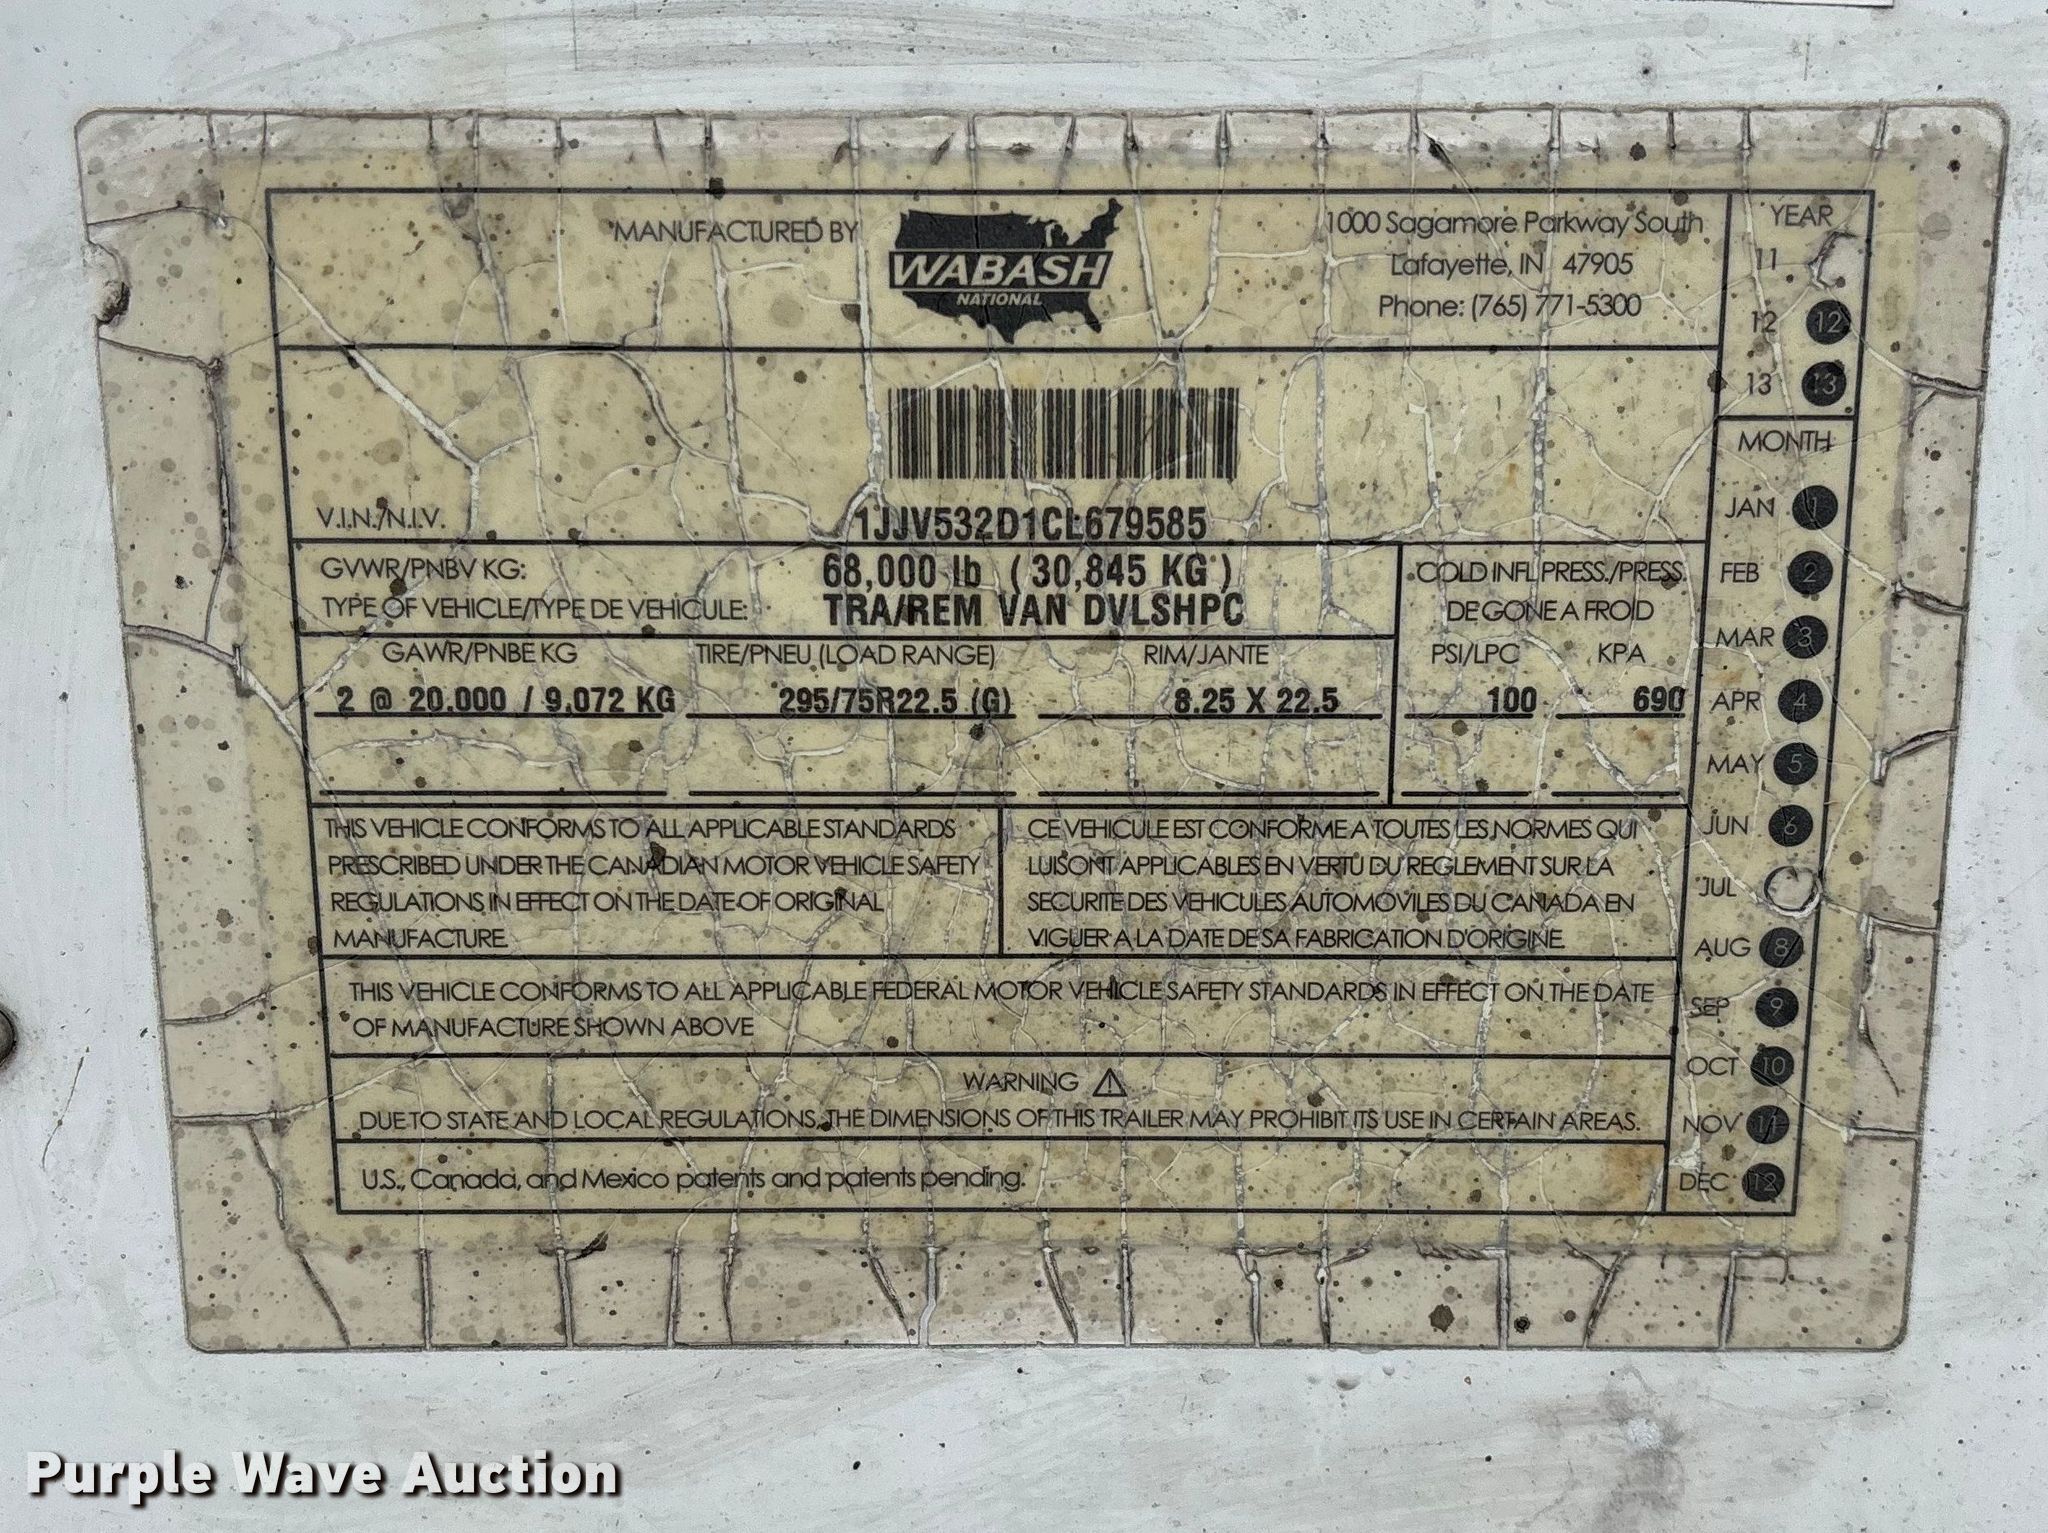 MANUFACTURED BY
WABASH
NATIONAL
1000 Sagamore Parkway South
Lafayette, IN 47905
Phone: (765) 771-5300
YEAR
11
12 12
13 13
V.I.N./N.I.V. 1JJV532D1CL679585
GVWR/PNBV KG: 68,000 lb (30,845 KG)
TYPE OF VEHICLE/TYPE DE VEHICULE: TRA/REM VAN DVLSHPC
COLD INFL PRESS./PRESS.
DE GONE A FROID
GAWR/PNBE KG TIRE/PNEU (LOAD RANGE) RIM/JANTE PSI/LPC KPA
2 @ 20,000 / 9,072 KG 295/75R22.5 (G) 8.25 X 22.5 100 690
THIS VEHICLE CONFORMS TO ALL APPLICABLE STANDARDS
PRESCRIBED UNDER THE CANADIAN MOTOR VEHICLE SAFETY
REGULATIONS IN EFFECT ON THE DATE OF ORIGINAL
MANUFACTURE.
CE VEHICULE EST CONFORME A TOUTES LES NORMES QUI
LUISONT APPLICABLES EN VERTU DU REGLEMENT SUR LA
SECURITE DES VEHICULES AUTOMOVILES DU CANADA EN
VIGUER A LA DATE DE SA FABRICATION D'ORIGINE.
THIS VEHICLE CONFORMS TO ALL APPLICABLE FEDERAL MOTOR VEHICLE SAFETY STANDARDS IN EFFECT ON THE DATE
OF MANUFACTURE SHOWN ABOVE
WARNING ⚠
DUE TO STATE AND LOCAL REGULATIONS, THE DIMENSIONS OF THIS TRAILER MAY PROHIBIT ITS USE IN CERTAIN AREAS.
U.S., Canada, and Mexico patents and patents pending.
MONTH
JAN 1
FEB 2
MAR 3
APR 4
MAY 5
JUN 6
JUL
AUG 8
SEP 9
OCT 10
NOV 11
DEC 12
Purple Wave Auction